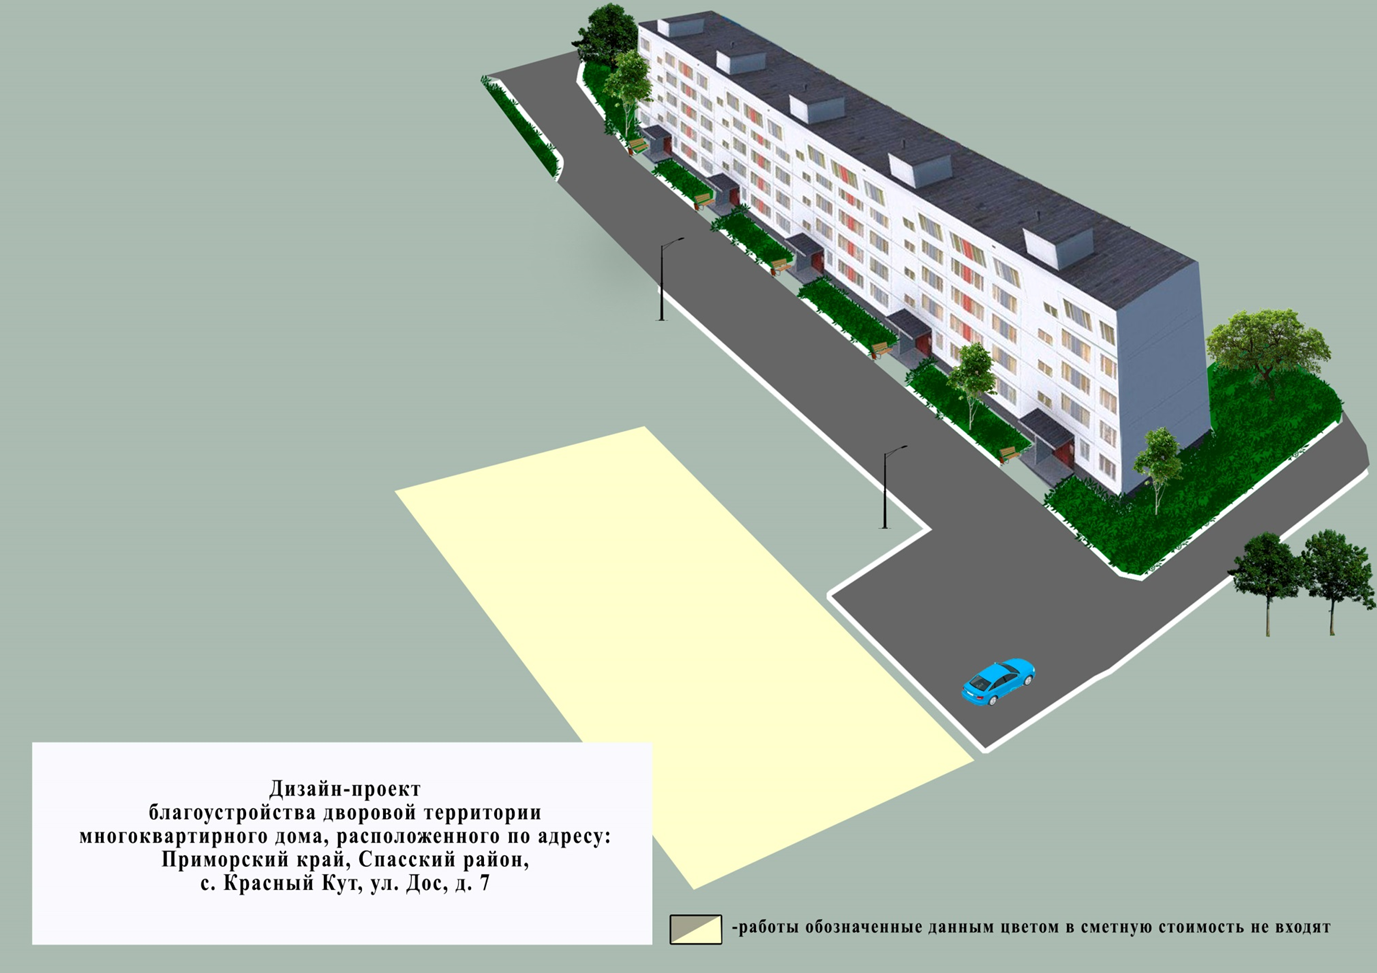 Дизайн-проект
благоустройства дворовой территории
многоквартирного дома, расположенного по адресу:
Приморский край, Спасский район,
с. Красный Кут, ул. Дос, д. 7
-работы обозначенные данным цветом в сметную стоимость не входят